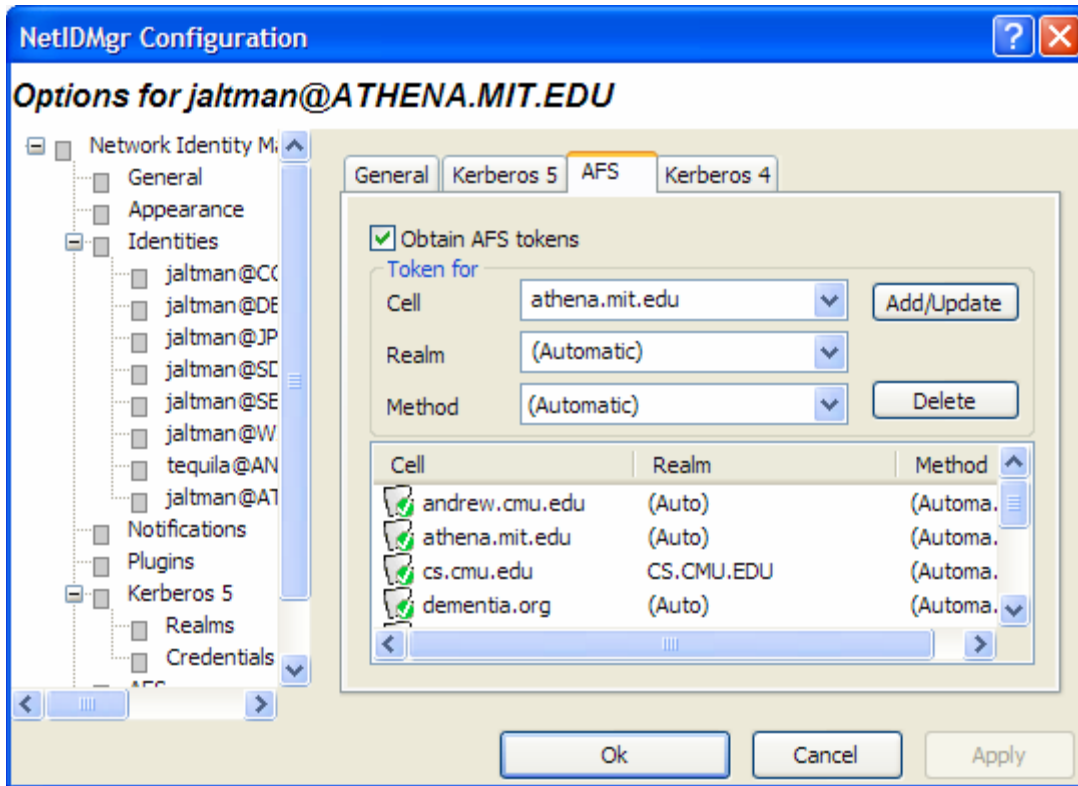 NetIDMgr Configuration
Options for jaltman@ATHENA.MIT.EDU
Network Identity Ma
General
Appearance
Identities
jaltman@CO
jaltman@DE
jaltman@JP
jaltman@SD
jaltman@SE
jaltman@W
tequila@AN
jaltman@AT
Notifications
Plugins
Kerberos 5
Realms
Credentials
AFS
General Kerberos 5 AFS Kerberos 4
Obtain AFS tokens
Token for
Cell athena.mit.edu Add/Update
Realm (Automatic)
Method (Automatic) Delete
Cell Realm Method
andrew.cmu.edu (Auto) (Automa.
athena.mit.edu (Auto) (Automa.
cs.cmu.edu CS.CMU.EDU (Automa.
dementia.org (Auto) (Automa.
Ok Cancel Apply